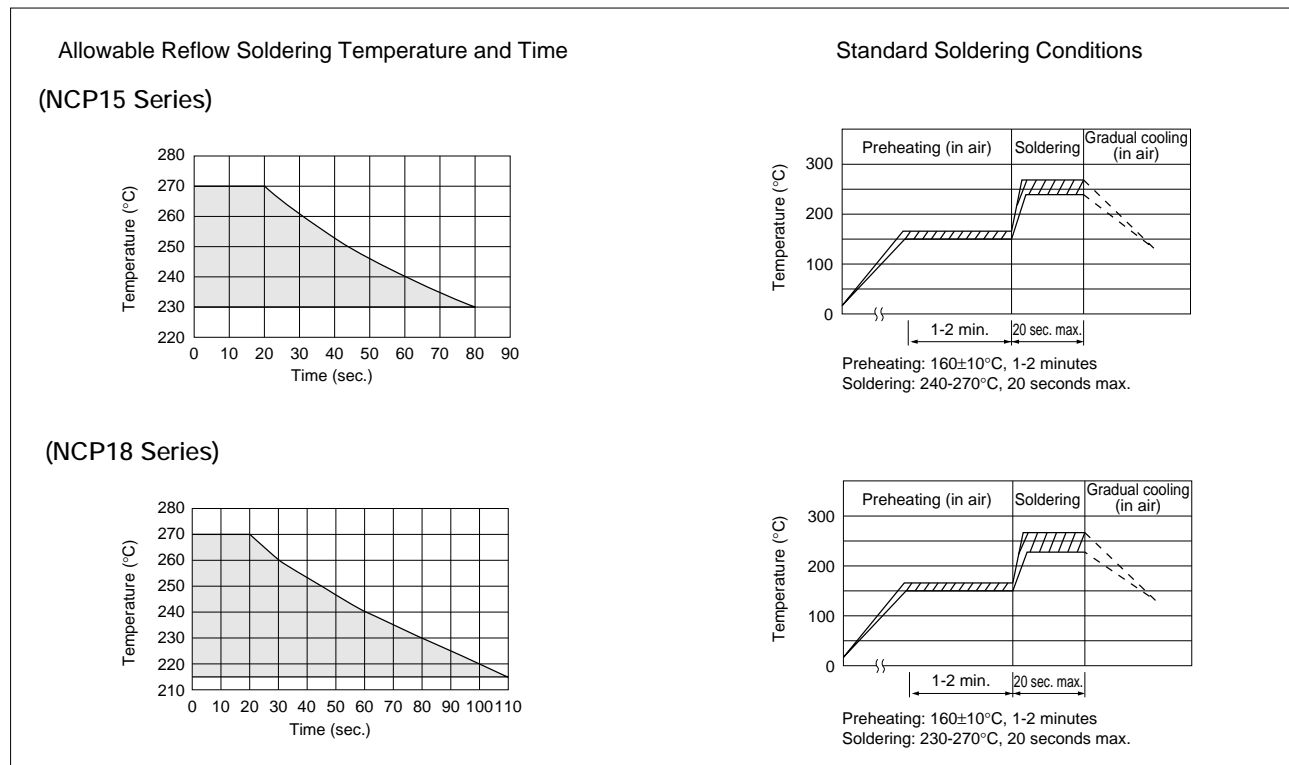 Allowable Reflow Soldering Temperature and Time
Standard Soldering Conditions
(NCP15 Series)
280
270
260
250
240
230
220
0 10 20 30 40 50 60 70 80 90
Temperature (°C)
Time (sec.)
Preheating (in air)
Soldering
Gradual cooling
(in air)
300
200
100
0
Temperature (°C)
1-2 min.
20 sec. max.
Preheating: 160±10°C, 1-2 minutes
Soldering: 240-270°C, 20 seconds max.
(NCP18 Series)
280
270
260
250
240
230
220
210
0 10 20 30 40 50 60 70 80 90 100 110
Temperature (°C)
Time (sec.)
Preheating (in air)
Soldering
Gradual cooling
(in air)
300
200
100
0
Temperature (°C)
1-2 min.
20 sec. max.
Preheating: 160±10°C, 1-2 minutes
Soldering: 230-270°C, 20 seconds max.